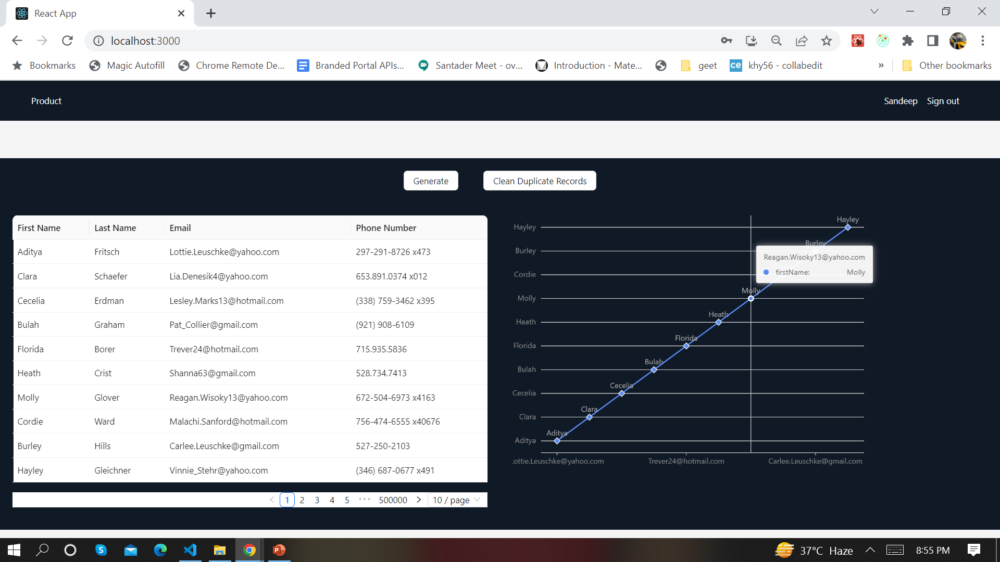 React App
localhost:3000
Bookmarks Magic Autofill Chrome Remote De... Branded Portal APIs... Santader Meet - ov... Introduction - Mate... geet ce khy56 - collabedit » Other bookmarks
Product Sandeep Sign out
Generate Clean Duplicate Records
First Name Last Name Email Phone Number
Aditya Fritsch Lottie.Leuschke@yahoo.com 297-291-8726 x473
Clara Schaefer Lia.Denesik4@yahoo.com 653.891.0374 x012
Cecelia Erdman Lesley.Marks13@hotmail.com (338) 759-3462 x395
Bulah Graham Pat_Collier@gmail.com (921) 908-6109
Florida Borer Trever24@hotmail.com 715.935.5836
Heath Crist Shanna63@gmail.com 528.734.7413
Molly Glover Reagan.Wisoky13@yahoo.com 672-504-6973 x4163
Cordie Ward Malachi.Sanford@hotmail.com 756-474-6555 x40676
Burley Hills Carlee.Leuschke@gmail.com 527-250-2103
Hayley Gleichner Vinnie_Stehr@yahoo.com (346) 687-0677 x491
< 1 2 3 4 5 ••• 500000 > 10 / page
Hayley
Hayley
Burley
Burley
Reagan.Wisoky13@yahoo.com
firstName: Molly
Cordie
Molly
Molly
Heath
Heath
Florida
Florida
Bulah
Bulah
Cecelia
Cecelia
Clara
Clara
Aditya
Aditya
.ottie.Leuschke@yahoo.com Trever24@hotmail.com Carlee.Leuschke@gmail.com
37°C Haze 8:55 PM